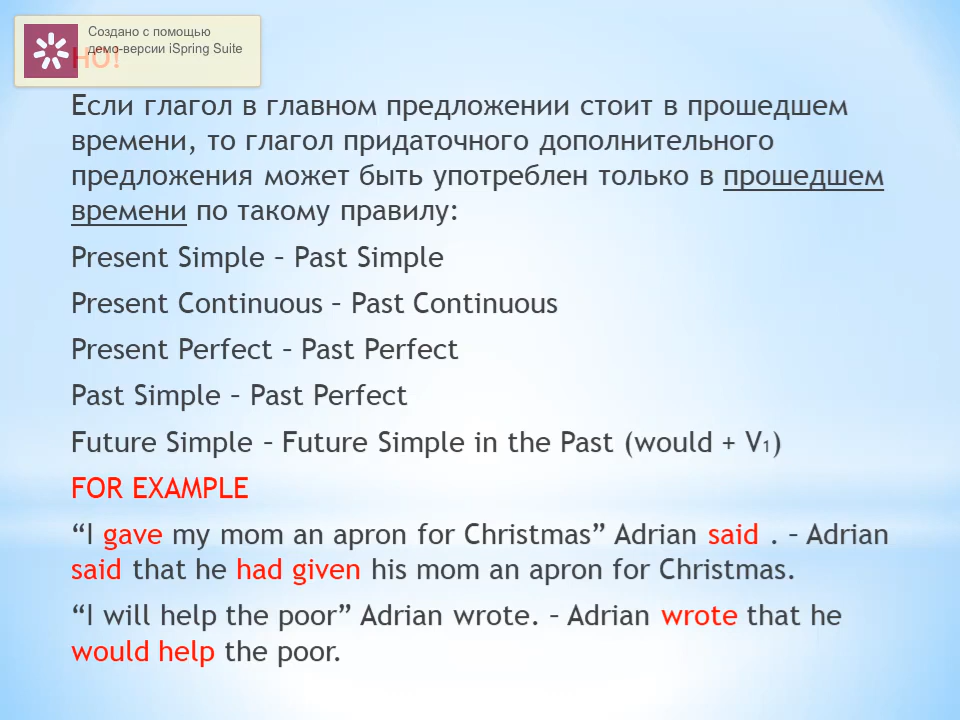 Создано с помощью
демо-версии iSpring Suite
НО!
Если глагол в главном предложении стоит в прошедшем
времени, то глагол придаточного дополнительного
предложения может быть употреблен только в прошедшем
времени по такому правилу:
Present Simple – Past Simple
Present Continuous – Past Continuous
Present Perfect – Past Perfect
Past Simple – Past Perfect
Future Simple – Future Simple in the Past (would + V₁)
FOR EXAMPLE
“I gave my mom an apron for Christmas” Adrian said . – Adrian
said that he had given his mom an apron for Christmas.
“I will help the poor” Adrian wrote. – Adrian wrote that he
would help the poor.